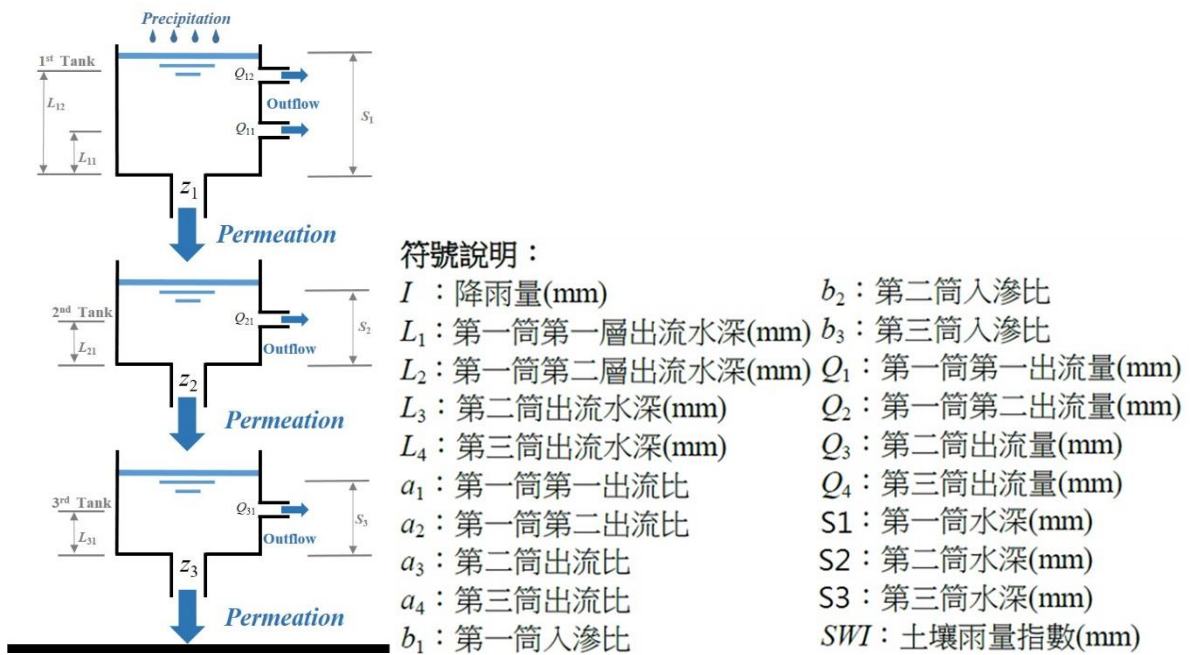 Precipitation
1st Tank
Q12
L12
Outflow
S1
Q11
L11
z1
Permeation
2nd Tank
Q21
S2
L21
Outflow
z2
Permeation
3rd Tank
Q31
S3
L31
Outflow
z3
Permeation
符號說明：
I ：降雨量(mm)
L1：第一筒第一層出流水深(mm)
L2：第一筒第二層出流水深(mm)
L3：第二筒出流水深(mm)
L4：第三筒出流水深(mm)
a1：第一筒第一出流比
a2：第一筒第二出流比
a3：第二筒出流比
a4：第三筒出流比
b1：第一筒入滲比
b2：第二筒入滲比
b3：第三筒入滲比
Q1：第一筒第一出流量(mm)
Q2：第一筒第二出流量(mm)
Q3：第二筒出流量(mm)
Q4：第三筒出流量(mm)
S1：第一筒水深(mm)
S2：第二筒水深(mm)
S3：第三筒水深(mm)
SWI：土壤雨量指數(mm)